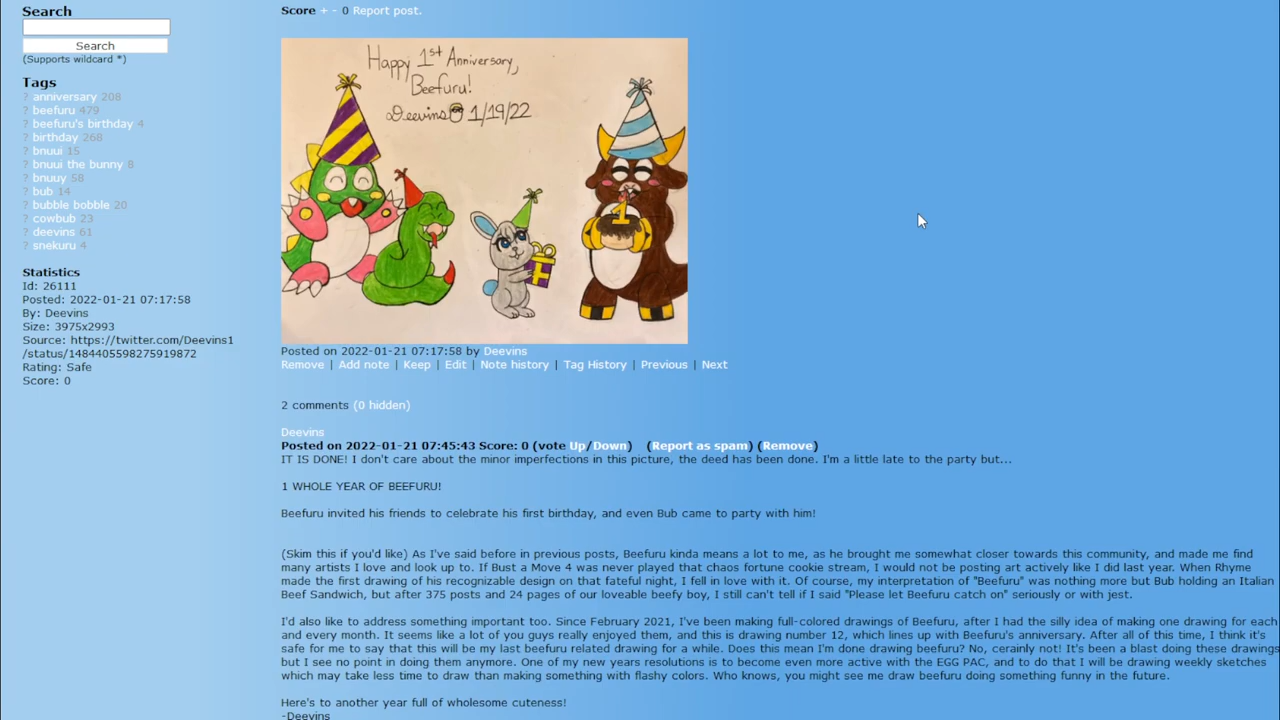 Search
Search
(Supports wildcard *)
Tags
? anniversary 208
? beefuru 479
? beefuru's birthday 4
? birthday 268
? bnuui 15
? bnuui the bunny 8
? bnuuy 58
? bub 14
? bubble bobble 20
? cowbub 23
? deevins 61
? snekuru 4
Statistics
Id: 26111
Posted: 2022-01-21 07:17:58
By: Deevins
Size: 3975x2993
Source: https://twitter.com/Deevins1
/status/1484405598275919872
Rating: Safe
Score: 0
Score + - 0 Report post.
Happy 1st Anniversary,
Beefuru!
Deevins 1/19/22
1
Posted on 2022-01-21 07:17:58 by Deevins
Remove | Add note | Keep | Edit | Note history | Tag History | Previous | Next
2 comments (0 hidden)
Deevins
Posted on 2022-01-21 07:45:43 Score: 0 (vote Up/Down) (Report as spam) (Remove)
IT IS DONE! I don't care about the minor imperfections in this picture, the deed has been done. I'm a little late to the party but...
1 WHOLE YEAR OF BEEFURU!
Beefuru invited his friends to celebrate his first birthday, and even Bub came to party with him!
(Skim this if you'd like) As I've said before in previous posts, Beefuru kinda means a lot to me, as he brought me somewhat closer towards this community, and made me find
many artists I love and look up to. If Bust a Move 4 was never played that chaos fortune cookie stream, I would not be posting art actively like I did last year. When Rhyme
made the first drawing of his recognizable design on that fateful night, I fell in love with it. Of course, my interpretation of "Beefuru" was nothing more but Bub holding an Italian
Beef Sandwich, but after 375 posts and 24 pages of our loveable beefy boy, I still can't tell if I said "Please let Beefuru catch on" seriously or with jest.
I'd also like to address something important too. Since February 2021, I've been making full-colored drawings of Beefuru, after I had the silly idea of making one drawing for each
and every month. It seems like a lot of you guys really enjoyed them, and this is drawing number 12, which lines up with Beefuru's anniversary. After all of this time, I think it's
safe for me to say that this will be my last beefuru related drawing for a while. Does this mean I'm done drawing beefuru? No, cerainly not! It's been a blast doing these drawings
but I see no point in doing them anymore. One of my new years resolutions is to become even more active with the EGG PAC, and to do that I will be drawing weekly sketches
which may take less time to draw than making something with flashy colors. Who knows, you might see me draw beefuru doing something funny in the future.
Here's to another year full of wholesome cuteness!
-Deevins